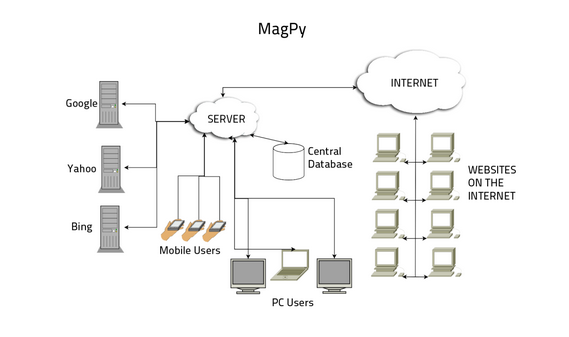 MagPy
INTERNET
Google
SERVER
Central
Database
Yahoo
WEBSITES
ON THE
INTERNET
Bing
Mobile Users
PC Users